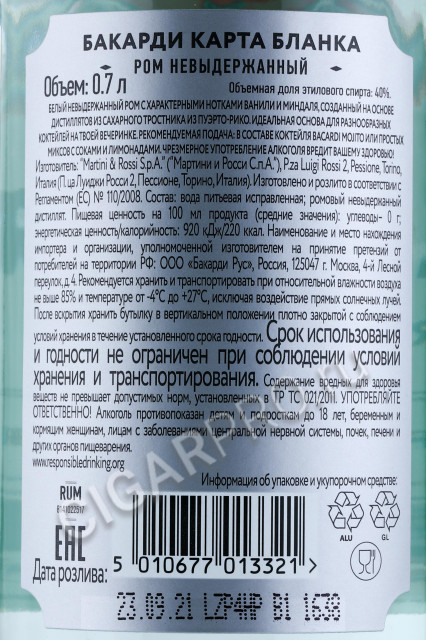 БАКАРДИ КАРТА БЛАНКА
РОМ НЕВЫДЕРЖАННЫЙ
Объем: 0.7 л
Объемная доля этилового спирта: 40%.
БЕЛЫЙ НЕВЫДЕРЖАННЫЙ РОМ С ХАРАКТЕРНЫМИ НОТКАМИ ВАНИЛИ И МИНДАЛЯ, СОЗДАННЫЙ НА ОСНОВЕ
ДИСТИЛЛЯТОВ ИЗ САХАРНОГО ТРОСТНИКА ИЗ ПУЭРТО-РИКО. ИДЕАЛЬНАЯ ОСНОВА ДЛЯ РАЗНООБРАЗНЫХ
КОКТЕЙЛЕЙ НА ТВОЕЙ ВЕЧЕРИНКЕ. РЕКОМЕНДУЕМАЯ ПОДАЧА: В СОСТАВЕ КОКТЕЙЛЯ BACARDI MOJITO ИЛИ ПРОСТЫХ
МИКСОВ С СОКАМИ И ЛИМОНАДАМИ. ЧРЕЗМЕРНОЕ УПОТРЕБЛЕНИЕ АЛКОГОЛЯ ВРЕДИТ ВАШЕМУ ЗДОРОВЬЮ!
Изготовитель: "Martini & Rossi S.p.A." ("Мартини и Росси С.п.А."), P.za Luigi Rossi 2, Pessione, Torino,
Италия (П.ца Луиджи Росси 2, Пессионе, Торино, Италия). Изготовлено и розлито в соответствии с
Регламентом (ЕС) № 110/2008. Состав: вода питьевая исправленная; ромовый невыдержанный
дистиллят. Пищевая ценность на 100 мл продукта (средние значения): углеводы- 0 г;
энергетическая ценность/калорийность: 920 кДж/220 ккал. Наименование и место нахождения
импортера и организации, уполномоченной изготовителем на принятие претензий от
потребителей на территории РФ: ООО «Бакарди Рус», Россия, 125047 г. Москва, 4-й Лесной
переулок, д. 4. Рекомендуется хранить и транспортировать при относительной влажности воздуха
не выше 85% и температуре от -4°С до +27°С, исключая воздействие прямых солнечных лучей.
После вскрытия хранить бутылку в вертикальном положении плотно закрытой с соблюдением
условий хранения в течение установленного срока годности. Срок использования
и годности не ограничен при соблюдении условий
хранения и транспортирования. Содержание вредных для здоровья
веществ не превышает допустимых норм, установленных в ТР ТС 021/2011. УПОТРЕБЛЯЙТЕ
ОТВЕТСТВЕННО! Алкоголь противопоказан детям и подросткам до 18 лет, беременным и
кормящим женщинам, лицам с заболеваниями центральной нервной системы, почек, печени и
других органов пищеварения.
www.responsibledrinking.org
Информация об упаковке и укупорочном средстве:
RUM
EAC
ALU
GL
5 010677 013321
Дата розлива:
23.09.21 LZP4HP B1 1638
CIGARPRO.RU